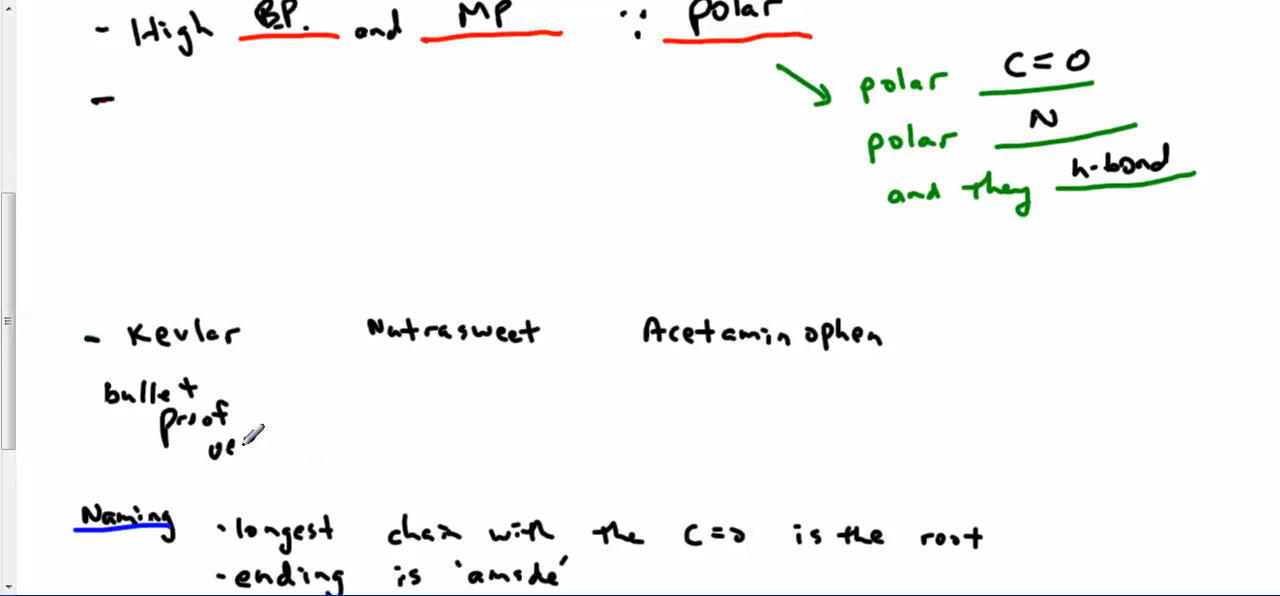 - High B.P. and MP ∵ polar
polar C=O
polar N
and they h-bond
-
- Kevlar Nutrasweet Acetaminophen
bullet
proof
ve
Naming • longest chain with the C=O is the root
- ending is 'amide'